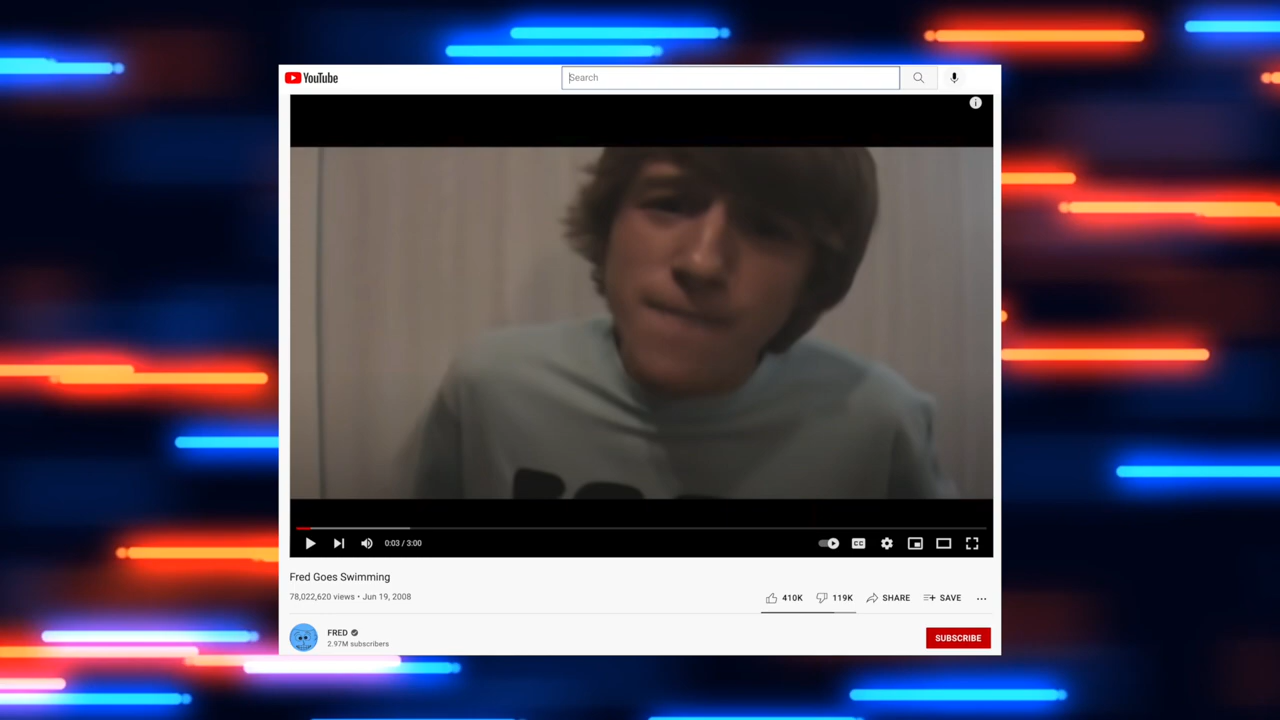 YouTube
Search
0:03 / 3:00
CC
Fred Goes Swimming
78,022,620 views • Jun 19, 2008
410K 119K SHARE SAVE ...
FRED
2.97M subscribers
SUBSCRIBE